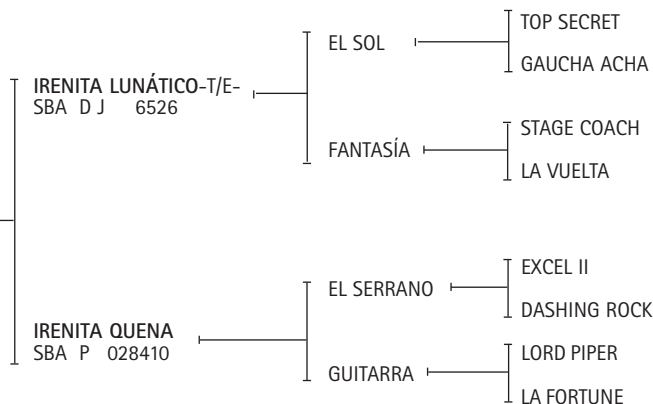 TOP SECRET
EL SOL
GAUCHA ACHA
IRENITA LUNÁTICO-T/E-
SBA D J 6526
STAGE COACH
FANTASÍA
LA VUELTA
EXCEL II
EL SERRANO
DASHING ROCK
IRENITA QUENA
SBA P 028410
LORD PIPER
GUITARRA
LA FORTUNE